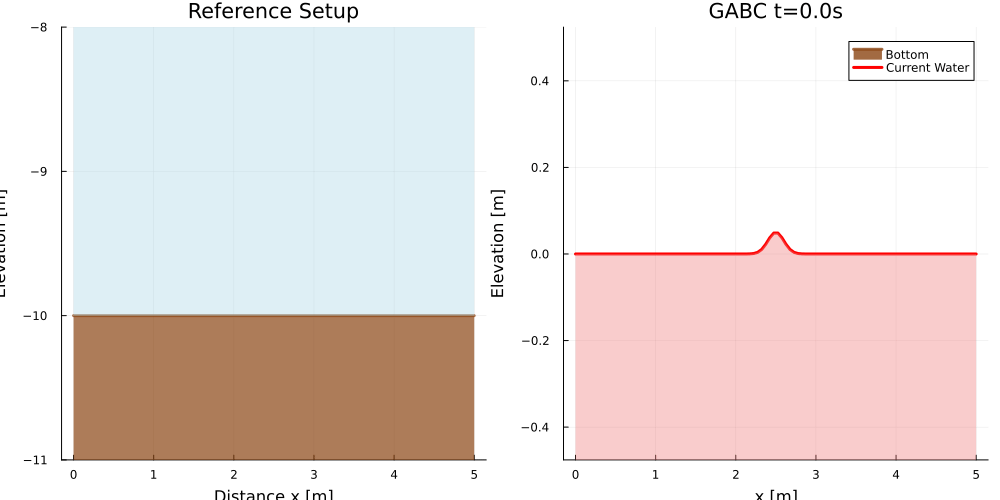 Reference Setup
−8
−9
−10
−11
Elevation [m]
0 1 2 3 4 5
Distance x [m]
GABC t=0.0s
Bottom
Current Water
0.4
0.2
0.0
−0.2
−0.4
Elevation [m]
0 1 2 3 4 5
x [m]